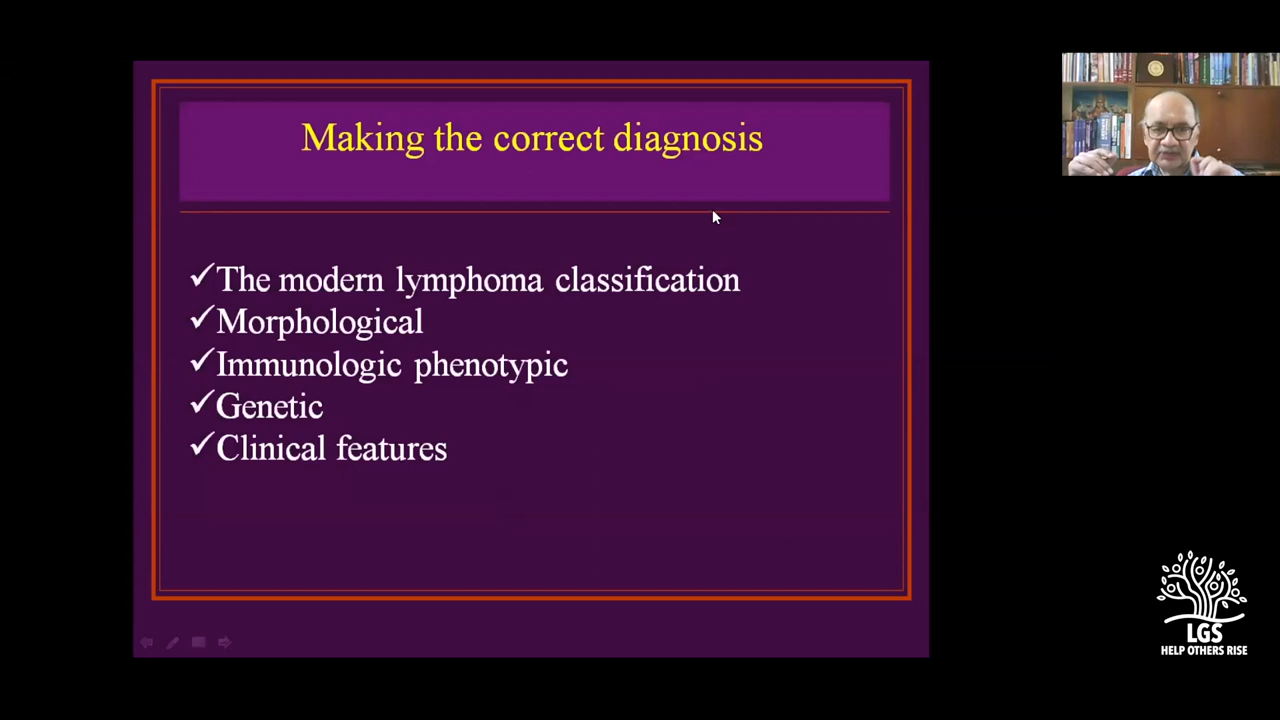 Making the correct diagnosis
✓The modern lymphoma classification
✓Morphological
✓Immunologic phenotypic
✓Genetic
✓Clinical features
LGS
HELP OTHERS RISE